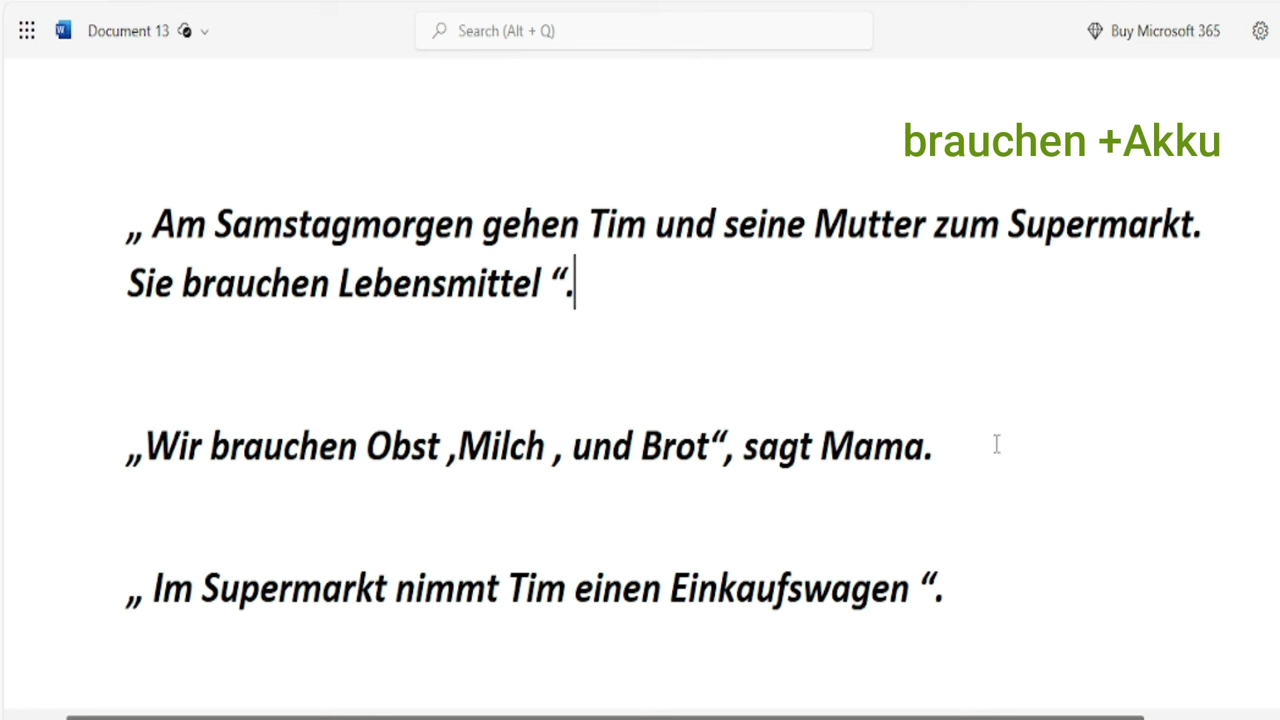 Document 13
Search (Alt + Q)
Buy Microsoft 365
brauchen +Akku
„ Am Samstagmorgen gehen Tim und seine Mutter zum Supermarkt.
Sie brauchen Lebensmittel “.
„Wir brauchen Obst ,Milch , und Brot“, sagt Mama.
„ Im Supermarkt nimmt Tim einen Einkaufswagen “.